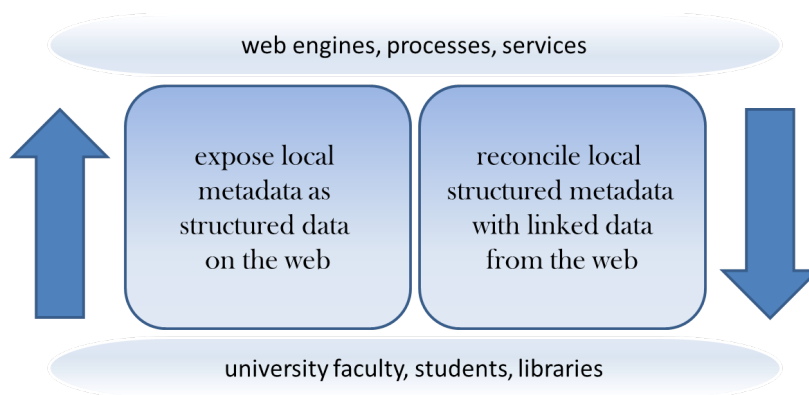 web engines, processes, services
expose local
metadata as
structured data
on the web
reconcile local
structured metadata
with linked data
from the web
university faculty, students, libraries